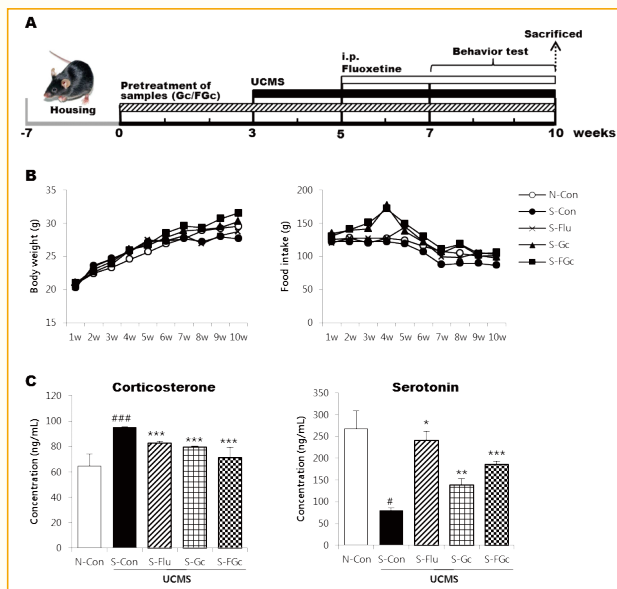 A
Sacrificed
i.p.
Fluoxetine
Behavior test
UCMS
Pretreatment of
samples (Gc/FGc)
Housing
-7 0 3 5 7 10 weeks
B
Body weight (g)
35
30
25
20
15
1w 2w 3w 4w 5w 6w 7w 8w 9w 10w
Food intake (g)
200
150
100
50
0
1w 2w 3w 4w 5w 6w 7w 8w 9w 10w
N-Con
S-Con
S-Flu
S-Gc
S-FGc
C
Corticosterone
Concentration (ng/mL)
120
100
80
60
40
20
0
###
***
***
***
N-Con S-Con S-Flu S-Gc S-FGc
UCMS
Serotonin
Concentration (ng/mL)
350
300
250
200
150
100
50
0
#
*
**
***
N-Con S-Con S-Flu S-Gc S-FGc
UCMS